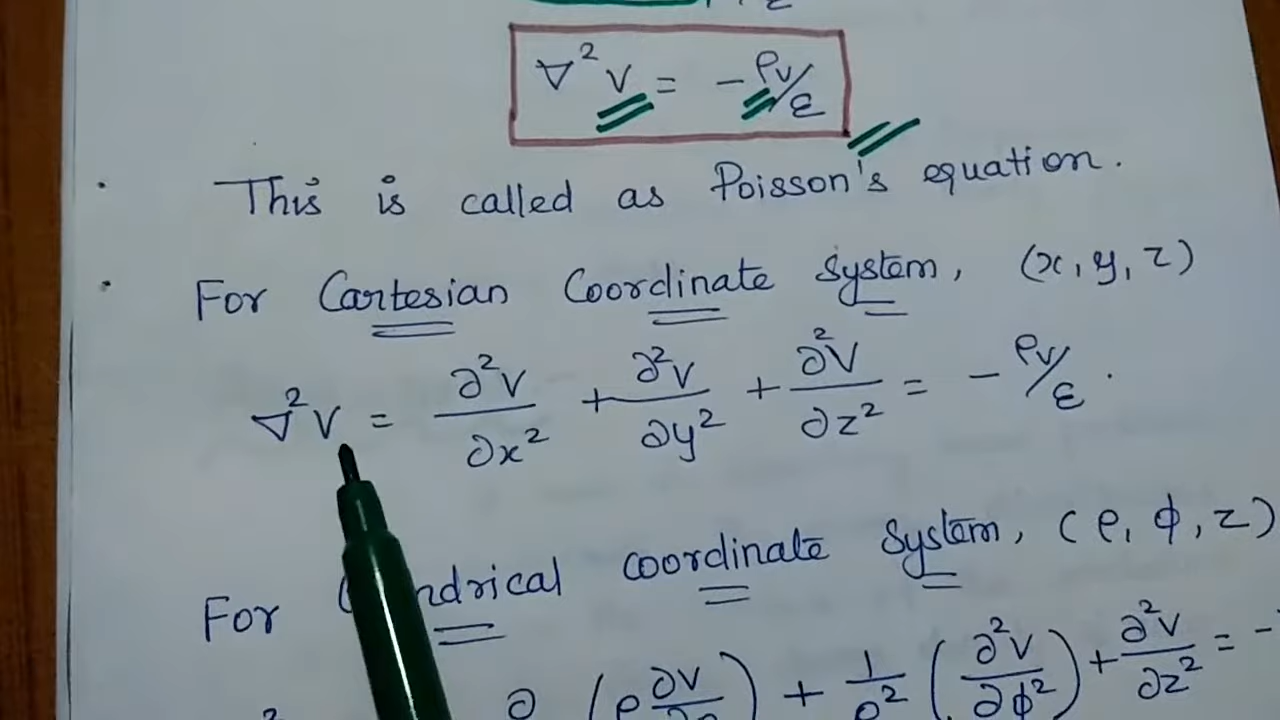 ∇²V = -ρv/ε
This is called as Poisson's equation.
For Cartesian Coordinate System, (x, y, z)
∇²V = ∂²V/∂x² + ∂²V/∂y² + ∂²V/∂z² = -ρv/ε.
For coordinate System, (ρ, φ, z)
∂ (ρ ∂V ) + 1/ρ² (∂²V/∂φ²) + ∂²V/∂z² = -